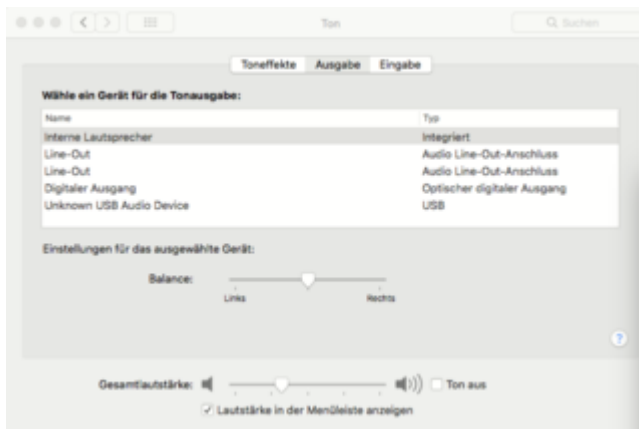 Ton
Suchen
Toneffekte Ausgabe Eingabe
Wähle ein Gerät für die Tonausgabe:
Name Typ
Interne Lautsprecher Integriert
Line-Out Audio Line-Out-Anschluss
Line-Out Audio Line-Out-Anschluss
Digitaler Ausgang Optischer digitaler Ausgang
Unknown USB Audio Device USB
Einstellungen für das ausgewählte Gerät:
Balance:
Links Rechts
?
Gesamtlautstärke: Ton aus
Lautstärke in der Menüleiste anzeigen